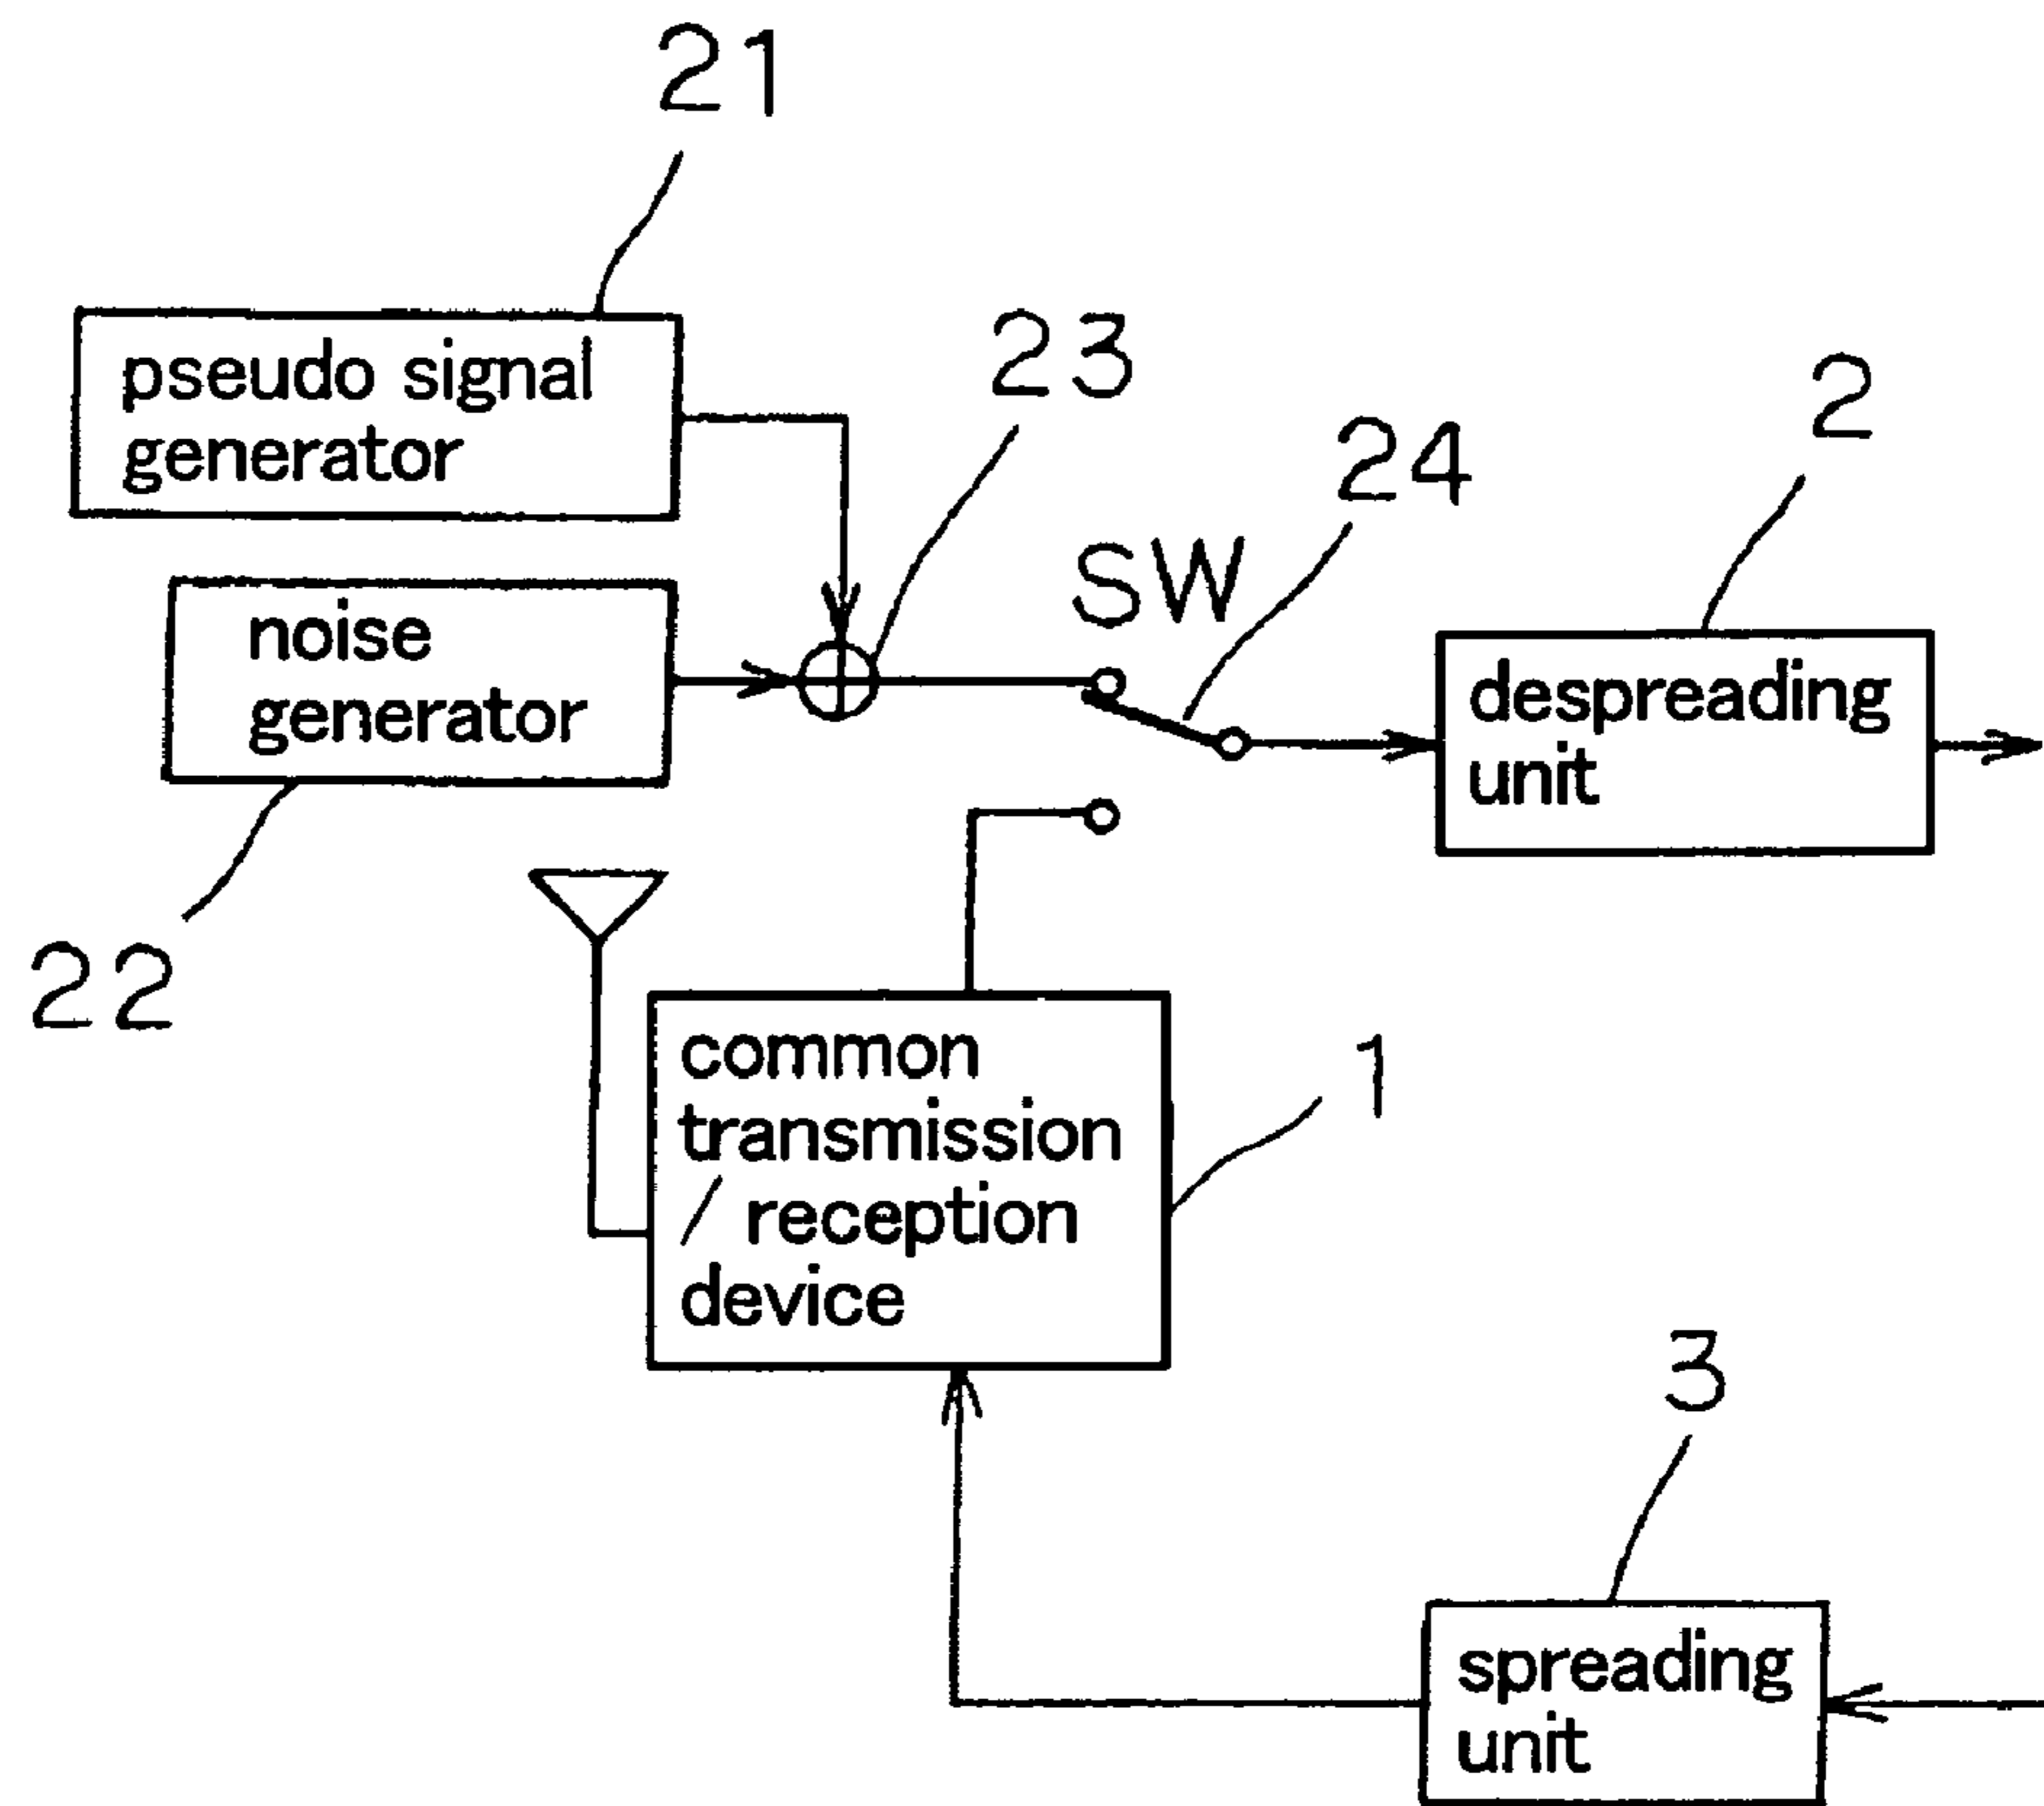 21
pseudo signal
generator
23
24
2
SW
noise
generator
despreading
unit
22
common
transmission
/ reception
device
1
3
spreading
unit